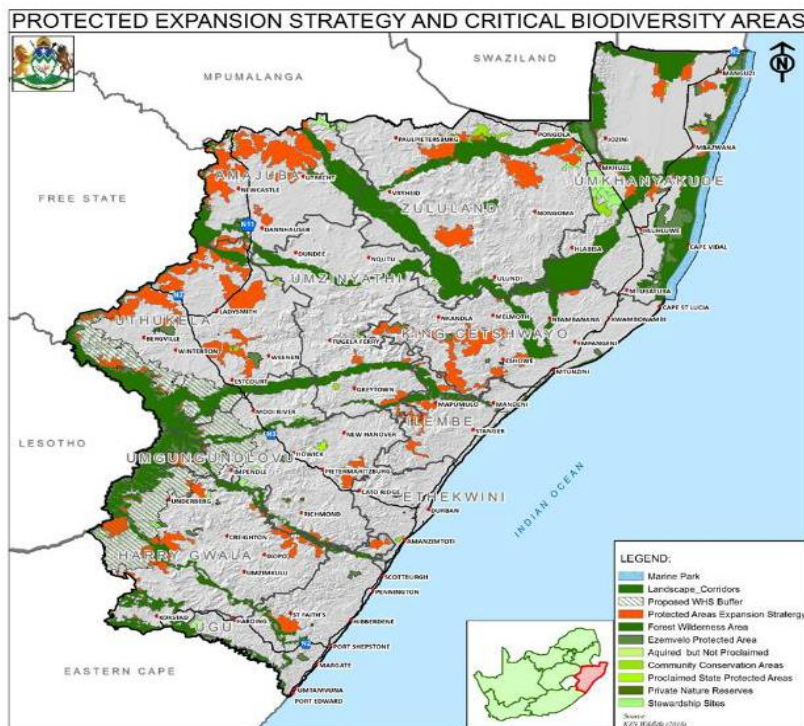 PROTECTED EXPANSION STRATEGY AND CRITICAL BIODIVERSITY AREAS
SWAZILAND
MPUMALANGA
N
N2
MANGUZI
PAULPIETERSBURG
PONGOLA
JOZINI
MBAZWANA
AMAJUBA
UTRECHT
MKHUZE
UMKHANYAKUDE
FREE STATE
NEWCASTLE
VRYHEID
ZULULAND
NONGOMA
N11
DANNHAUSER
HLUHLUWE
DUNDEE
NQUTU
HLABISA
CAPE VIDAL
UMZINYATHI
ULUNDI
MTUBATUBA
UTHUKELA
LADYSMITH
NKANDLA
MELMOTH
NTAMBANANA
KWAMBONAMBI
CAPE ST LUCIA
KING CETSHWAYO
BERGVILLE
WINTERTON
WEENEN
TUGELA FERRY
ESHOWE
EMPANGENI
MTUNZINI
ESTCOURT
GREYTOWN
MAPUMULO
MANDENI
MOOI RIVER
ILEMBE
LESOTHO
N3
NEW HANOVER
STANGER
UMGUNGUNDLOVU
HOWICK
IMPENDLE
PIETERMARITZBURG
CATO RIDGE
ETHEKWINI
INDIAN OCEAN
UNDERBERG
RICHMOND
DURBAN
CREIGHTON
AMANZIMTOTI
HARRY GWALA
IXOPO
UMZIMKULU
SCOTTBURGH
PENNINGTON
KOKSTAD
HARDING
ST FAITH'S
HIBBERDENE
UGU
N2
PORT SHEPSTONE
EASTERN CAPE
MARGATE
UMTAMVUNA
PORT EDWARD
LEGEND:
Marine Park
Landscape_Corridors
Proposed WHS Buffer
Protected Areas Expansion Strategy
Forest Wilderness Area
Ezemvelo Protected Area
Aquired but Not Proclaimed
Community Conservation Areas
Proclaimed State Protected Areas
Private Nature Reserves
Stewardship Sites
Source: